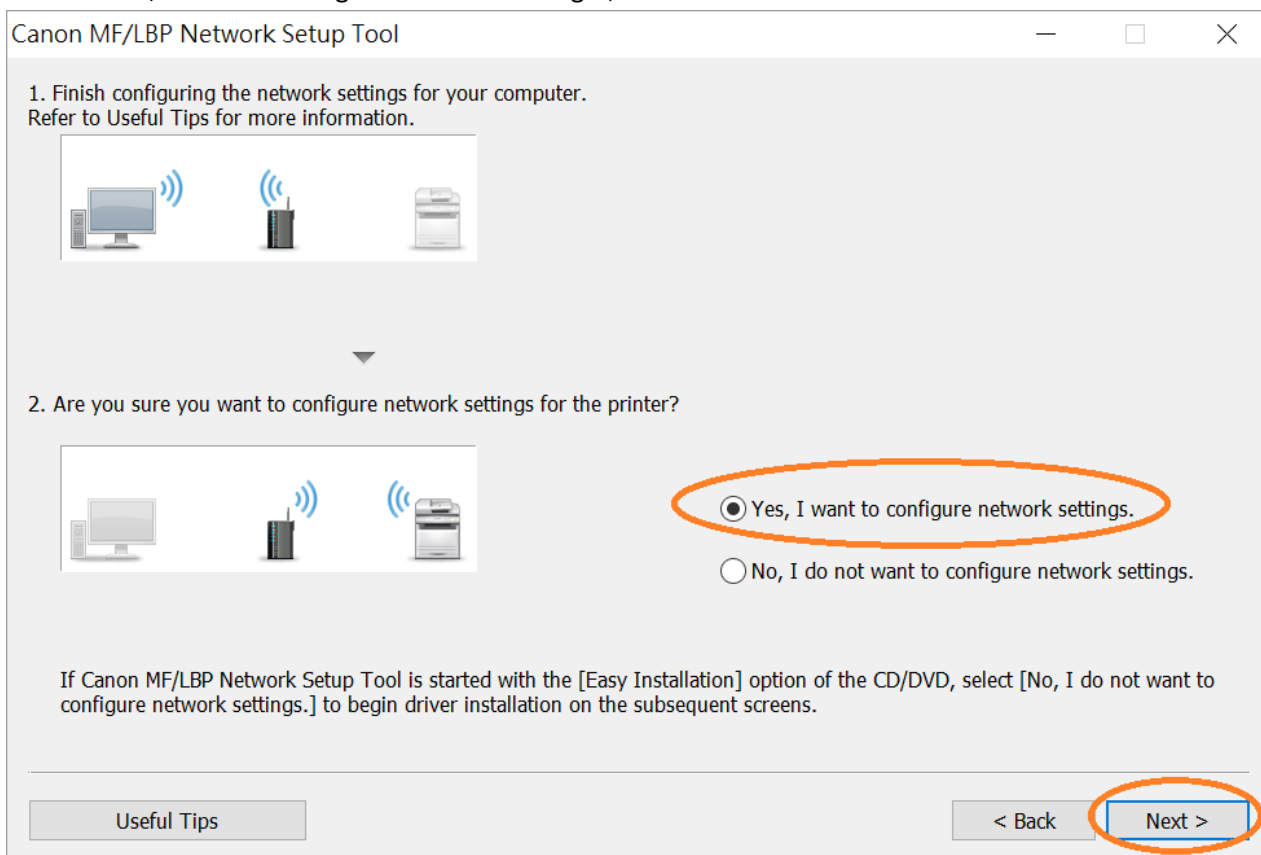 Canon MF/LBP Network Setup Tool
1. Finish configuring the network settings for your computer.
Refer to Useful Tips for more information.
2. Are you sure you want to configure network settings for the printer?
Yes, I want to configure network settings.
No, I do not want to configure network settings.
If Canon MF/LBP Network Setup Tool is started with the [Easy Installation] option of the CD/DVD, select [No, I do not want to
configure network settings.] to begin driver installation on the subsequent screens.
Useful Tips
< Back
Next >